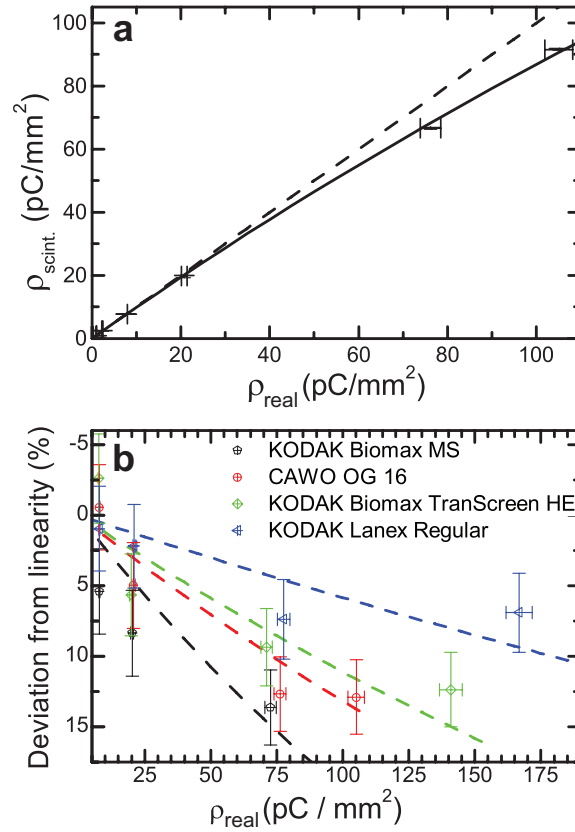 a
100
80
60
40
20
0
ρscint. (pC/mm²)
0 20 40 60 80 100
ρreal (pC/mm²)
b
-5
0
5
10
15
Deviation from linearity (%)
KODAK Biomax MS
CAWO OG 16
KODAK Biomax TranScreen HE
KODAK Lanex Regular
25 50 75 100 125 150 175
ρreal (pC / mm²)